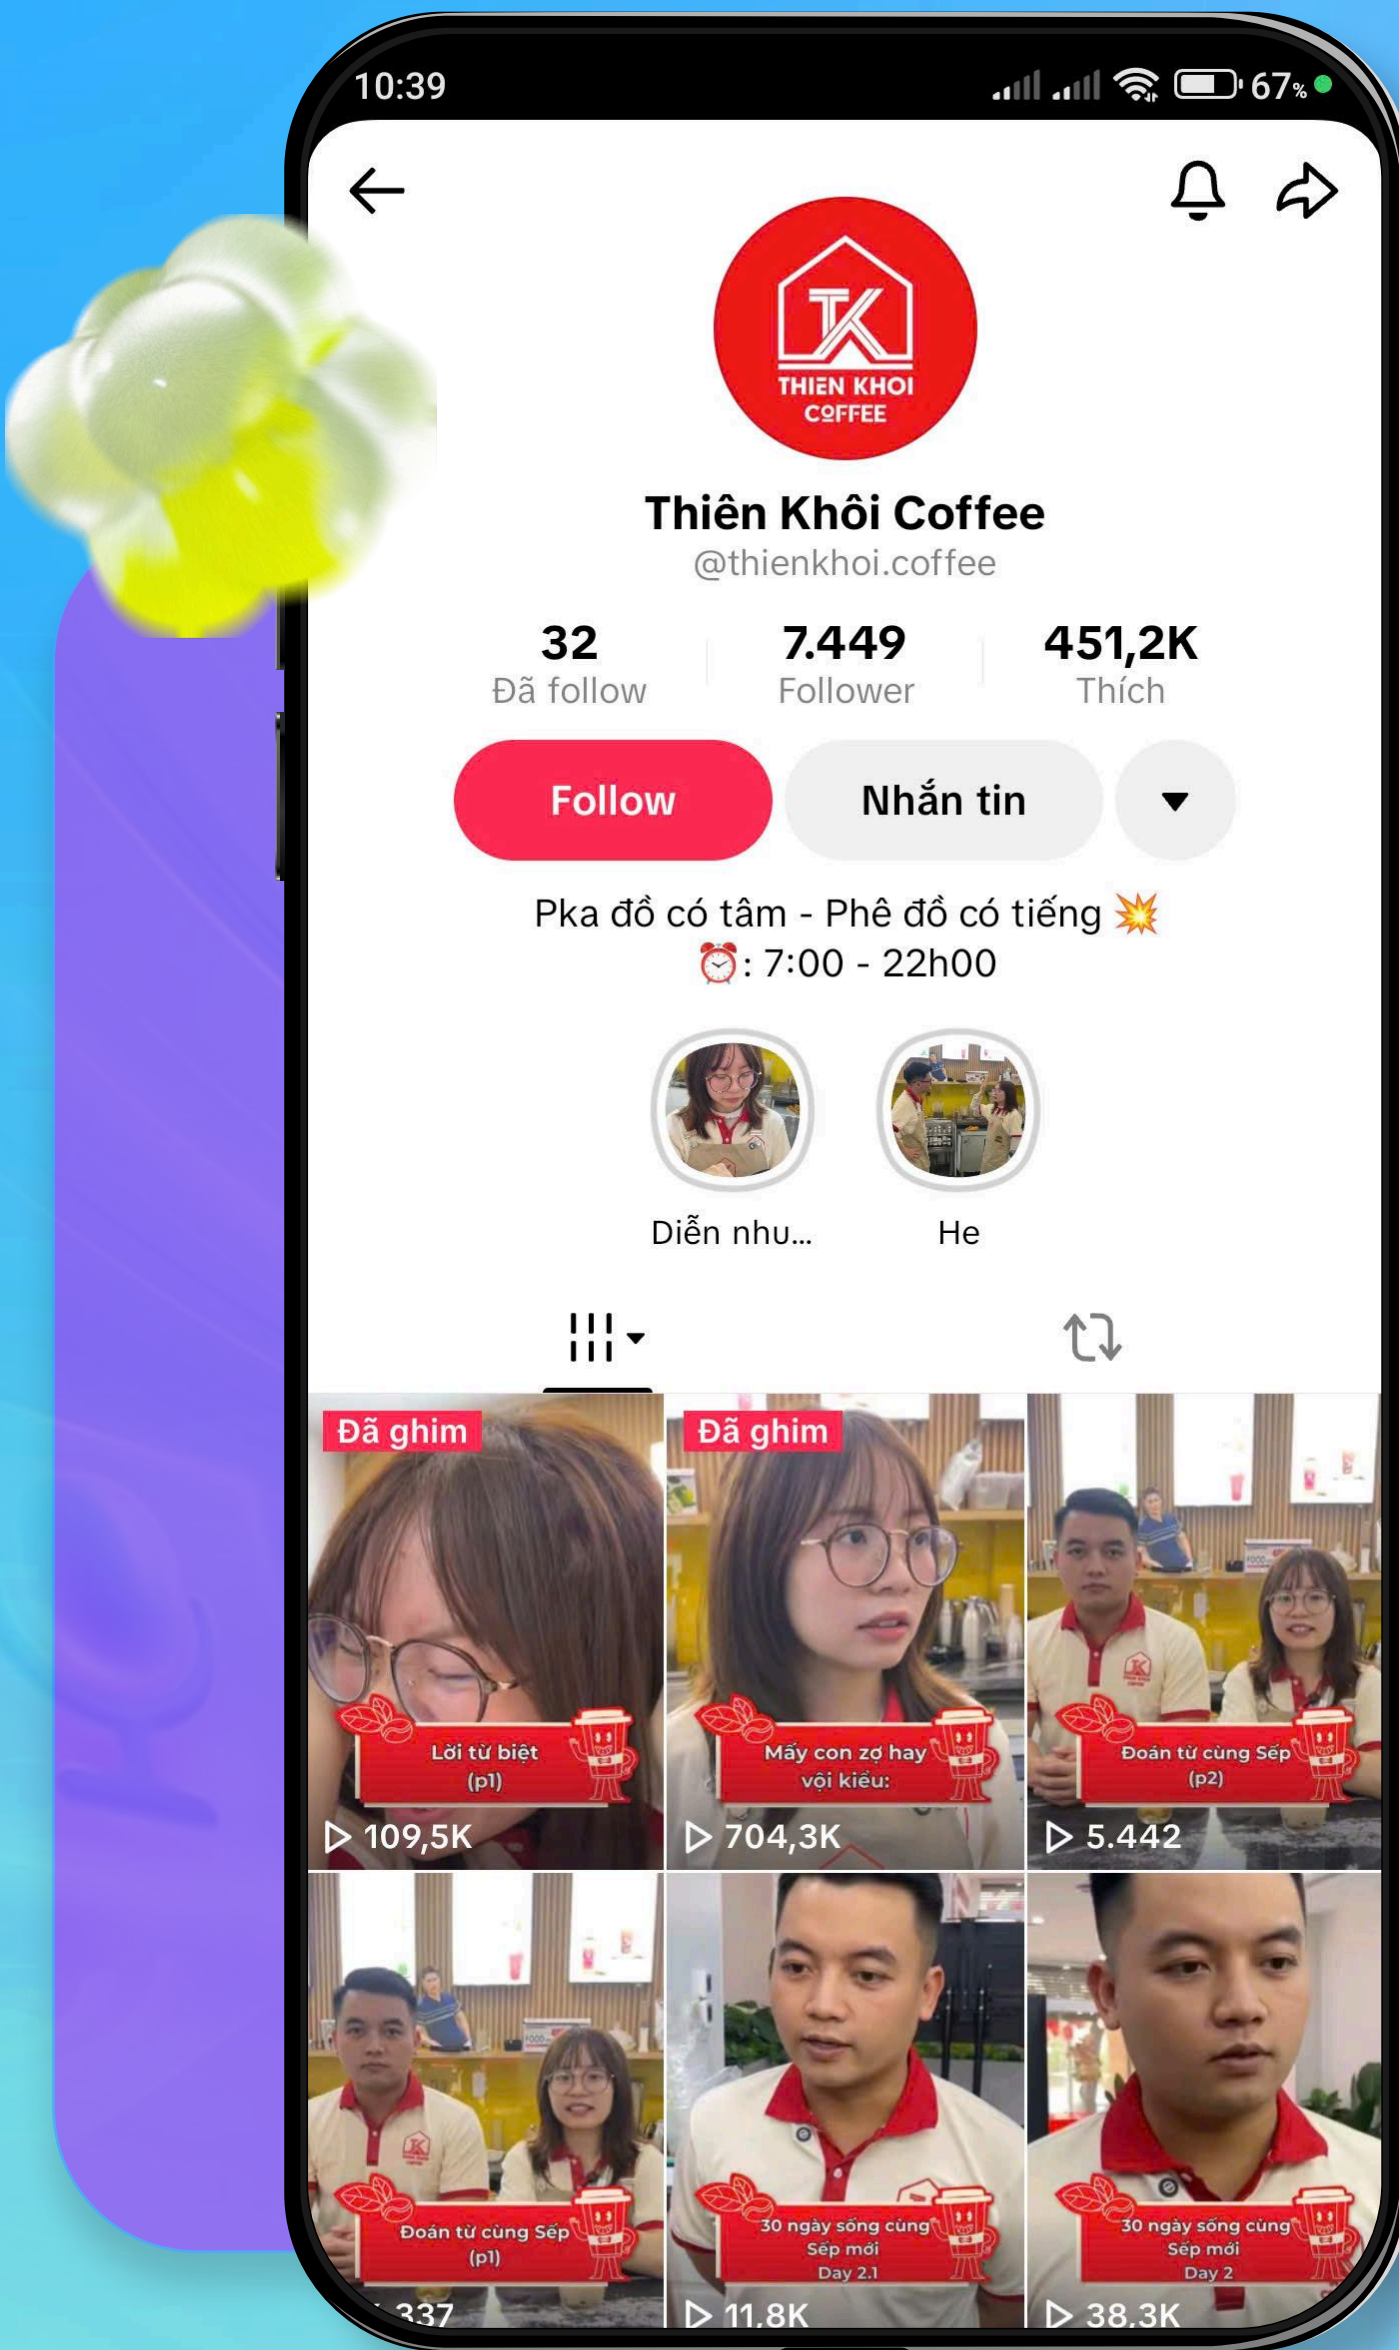 10:39
67%
TK
THIEN KHOI
COFFEE
Thiên Khôi Coffee
@thienkhoi.coffee
32
7.449
451,2K
Đã follow
Follower
Thích
Follow
Nhắn tin
Pka đồ có tâm - Phê đồ có tiếng 💥
⏰: 7:00 - 22h00
Diễn nhu...
He
Đã ghim
Đã ghim
Lời từ biệt
(p1)
109,5K
Mấy con zợ hay
vội kiểu:
704,3K
Đoán từ cùng Sếp
(p2)
5.442
Đoán từ cùng Sếp
(p1)
337
30 ngày sống cùng
Sếp mới
Day 2.1
11,8K
30 ngày sống cùng
Sếp mới
Day 2
38,3K